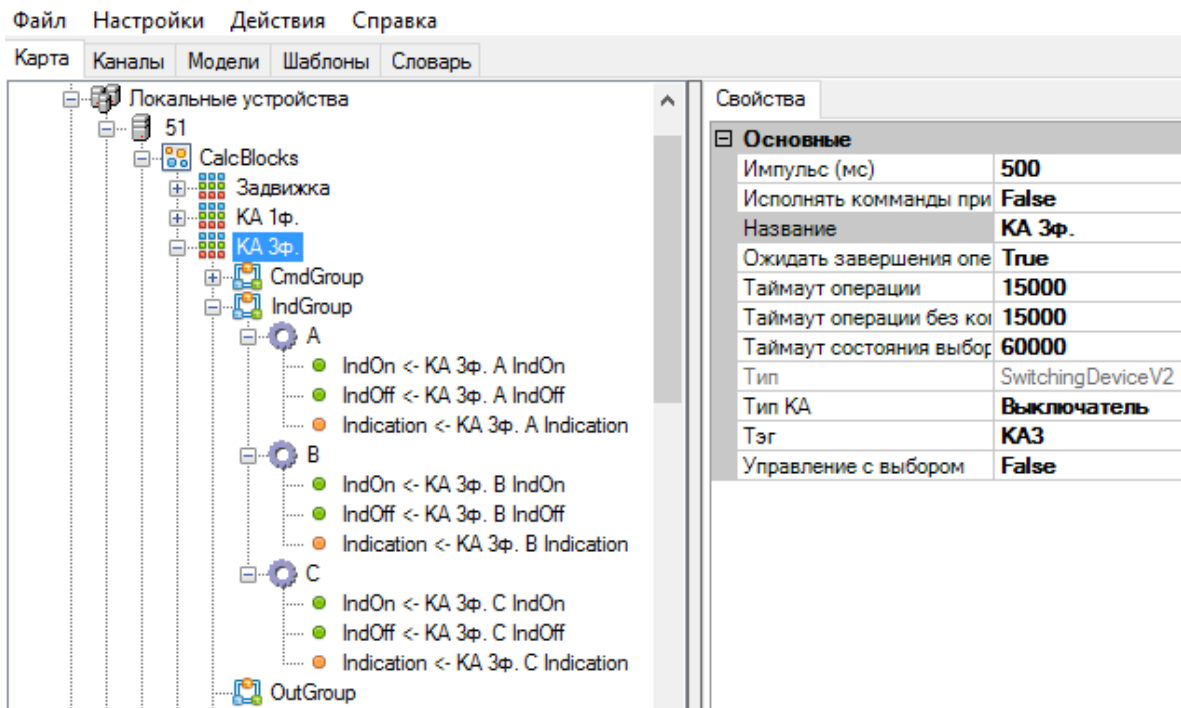 Файл Настройки Действия Справка
Карта Каналы Модели Шаблоны Словарь
Локальные устройства
51
CalcBlocks
Задвижка
КА 1ф.
КА 3ф.
CmdGroup
IndGroup
A
IndOn <- КА 3ф. A IndOn
IndOff <- КА 3ф. A IndOff
Indication <- КА 3ф. A Indication
B
IndOn <- КА 3ф. B IndOn
IndOff <- КА 3ф. B IndOff
Indication <- КА 3ф. B Indication
C
IndOn <- КА 3ф. C IndOn
IndOff <- КА 3ф. C IndOff
Indication <- КА 3ф. C Indication
OutGroup
Свойства
Основные
Импульс (мс) 500
Исполнять комманды при False
Название КА 3ф.
Ожидать завершения опе True
Таймаут операции 15000
Таймаут операции без ко 15000
Таймаут состояния выбор 60000
Тип SwitchingDeviceV2
Тип КА Выключатель
Тэг КА3
Управление с выбором False